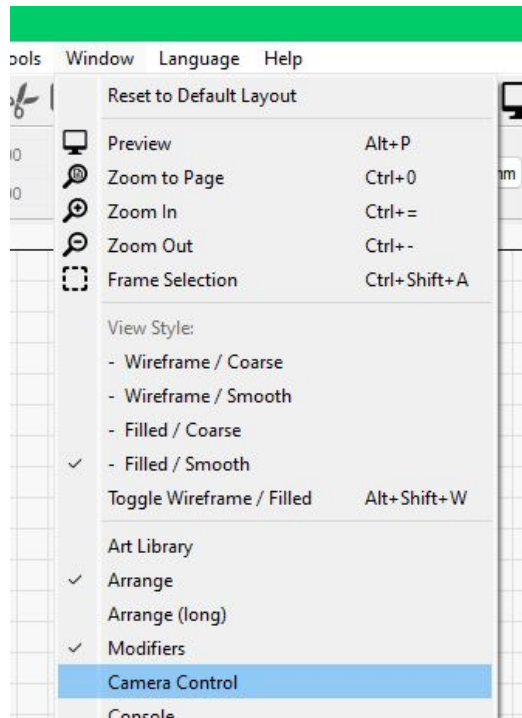 Window Language Help
Reset to Default Layout
Preview Alt+P
Zoom to Page Ctrl+0
Zoom In Ctrl+=
Zoom Out Ctrl+-
Frame Selection Ctrl+Shift+A
View Style:
- Wireframe / Coarse
- Wireframe / Smooth
- Filled / Coarse
- Filled / Smooth
Toggle Wireframe / Filled Alt+Shift+W
Art Library
Arrange
Arrange (long)
Modifiers
Camera Control
Console